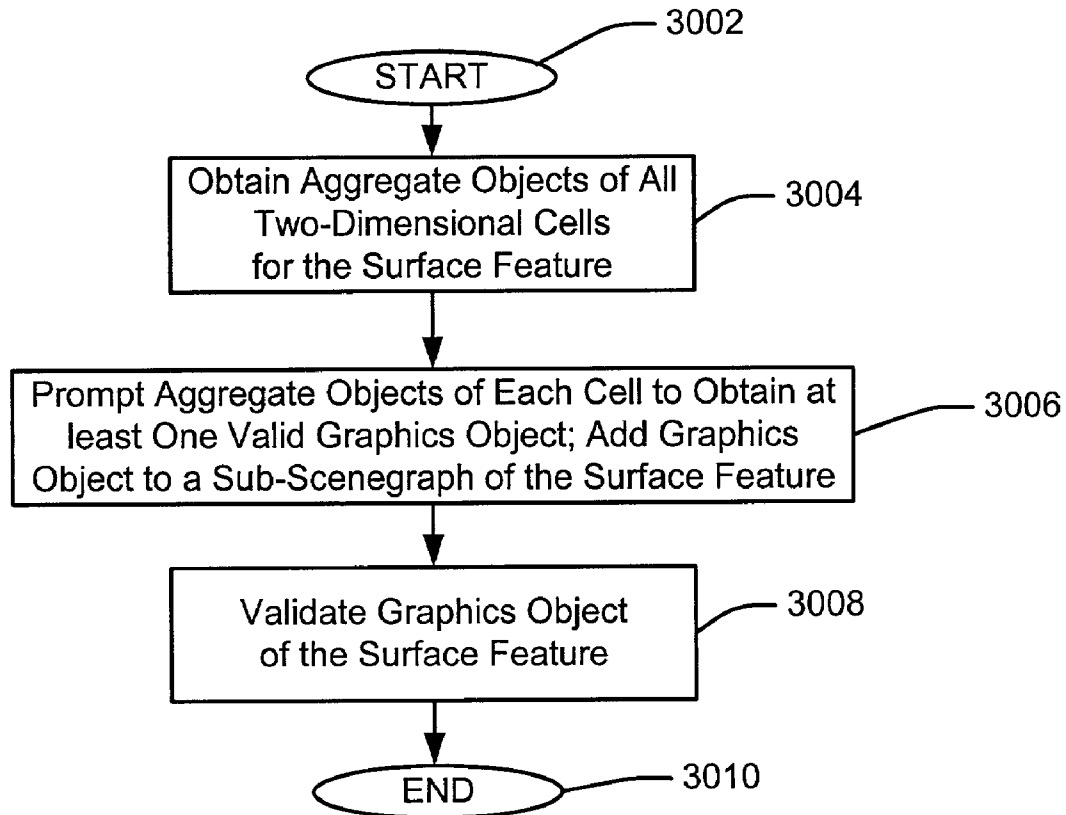 3002
START
Obtain Aggregate Objects of All
Two-Dimensional Cells
for the Surface Feature
3004
Prompt Aggregate Objects of Each Cell to Obtain at
least One Valid Graphics Object; Add Graphics
Object to a Sub-Scenegraph of the Surface Feature
3006
Validate Graphics Object
of the Surface Feature
3008
END
3010